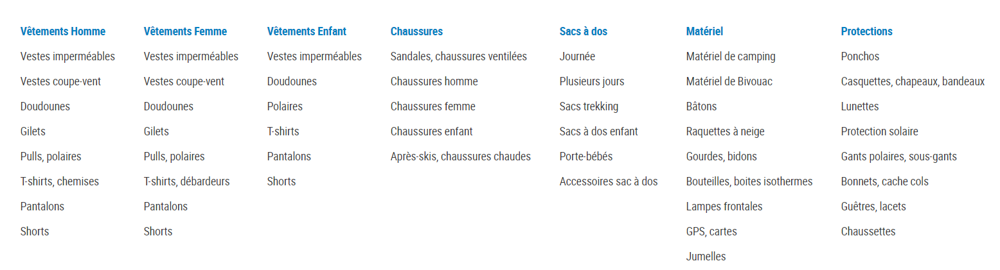 Vêtements Homme
Vestes imperméables
Vestes coupe-vent
Doudounes
Gilets
Pulls, polaires
T-shirts, chemises
Pantalons
Shorts
Vêtements Femme
Vestes imperméables
Vestes coupe-vent
Doudounes
Gilets
Pulls, polaires
T-shirts, débardeurs
Pantalons
Shorts
Vêtements Enfant
Vestes imperméables
Doudounes
Polaires
T-shirts
Pantalons
Shorts
Chaussures
Sandales, chaussures ventilées
Chaussures homme
Chaussures femme
Chaussures enfant
Après-skis, chaussures chaudes
Sacs à dos
Journée
Plusieurs jours
Sacs trekking
Sacs à dos enfant
Porte-bébés
Accessoires sac à dos
Matériel
Matériel de camping
Matériel de Bivouac
Bâtons
Raquettes à neige
Gourdes, bidons
Bouteilles, boites isothermes
Lampes frontales
GPS, cartes
Jumelles
Protections
Ponchos
Casquettes, chapeaux, bandeaux
Lunettes
Protection solaire
Gants polaires, sous-gants
Bonnets, cache cols
Guêtres, lacets
Chaussettes